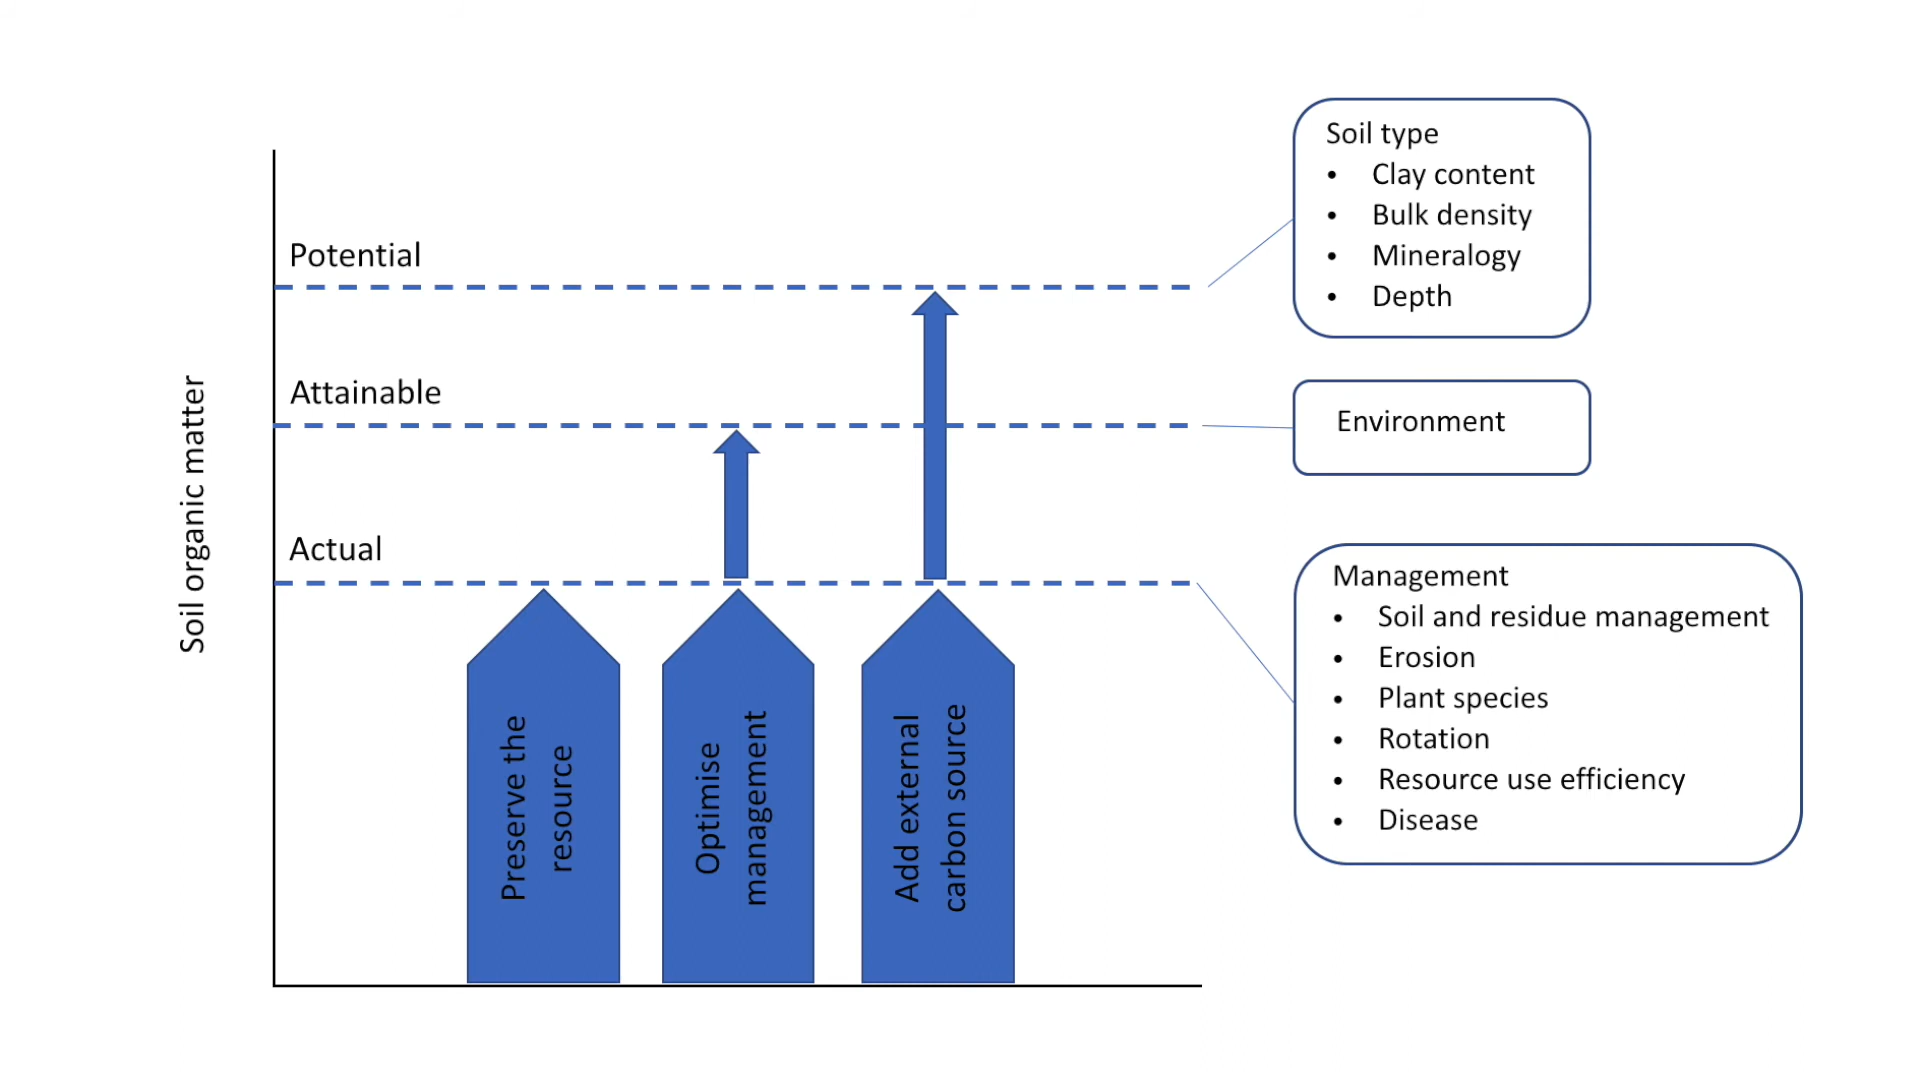 Soil organic matter
Potential
Attainable
Actual
Preserve the
resource
Optimise
management
Add external
carbon source
Soil type
• Clay content
• Bulk density
• Mineralogy
• Depth
Environment
Management
• Soil and residue management
• Erosion
• Plant species
• Rotation
• Resource use efficiency
• Disease